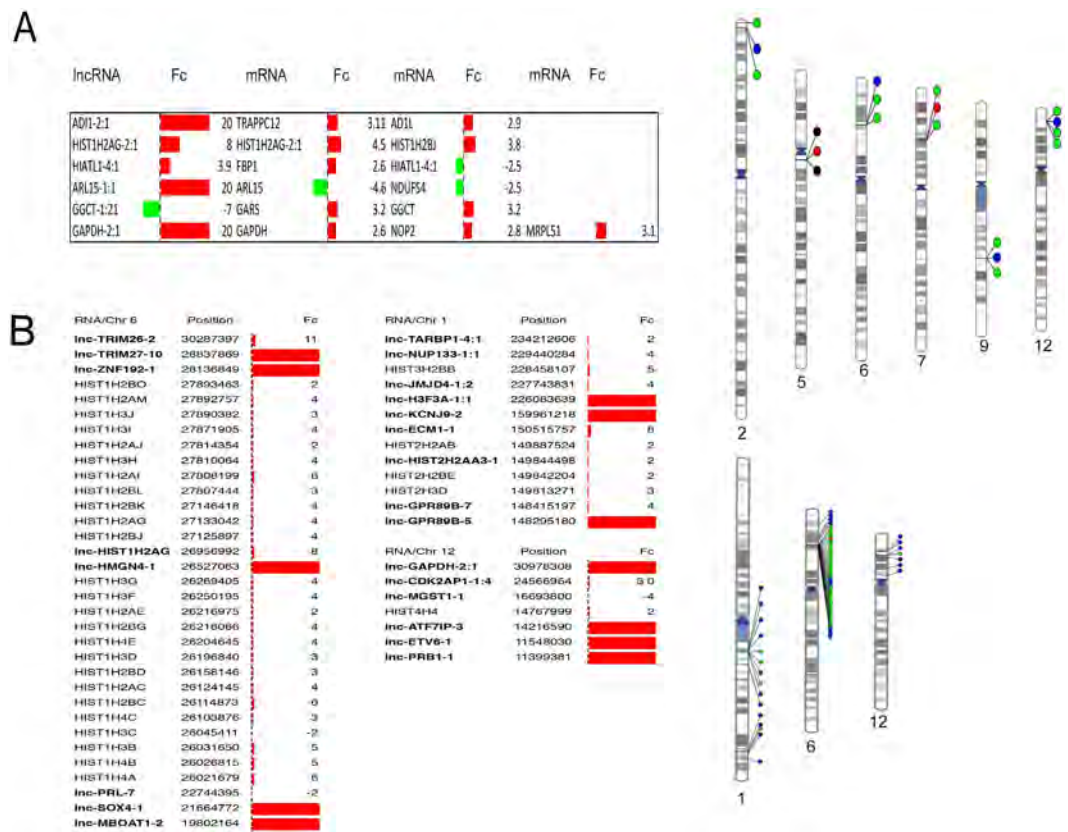 A
lncRNA Fc mRNA Fc mRNA Fc mRNA Fc
ADI1-2:1 20 TRAPPC12 3.11 AD1L 2.9
HIST1H2AG-2:1 8 HIST1H2AG-2:1 4.5 HIST1H2BJ 3.8
HIATL1-4:1 3.9 FBP1 2.6 HIATL1-4:1 -2.5
ARL15-1:1 20 ARL15 -4.6 NDUFS4 -2.5
GGCT-1:21 -7 GARS 3.2 GGCT 3.2
GAPDH-2:1 20 GAPDH 2.6 NOP2 2.8 MRPL51 3.1
2
5
6
7
9
12
B
RNA/Chr 6 Position Fc
lnc-TRIM26-2 30287397 11
lnc-TRIM27-10 28837869
lnc-ZNF192-1 28136849
HIST1H2BO 27893463 2
HIST1H2AM 27892757 4
HIST1H3J 27890382 3
HIST1H3I 27871905 4
HIST1H2AJ 27814354 2
HIST1H3H 27810064 4
HIST1H2AI 27808199 6
HIST1H2BL 27807444 3
HIST1H2BK 27146418 4
HIST1H2AG 27133042 4
HIST1H2BJ 27125897 4
lnc-HIST1H2AG 26956992 -8
lnc-HMGN4-1 26527063
HIST1H3G 26269405 -4
HIST1H3F 26250195 -4
HIST1H2AE 26216975 2
HIST1H2BG 26216066 4
HIST1H4E 26204645 4
HIST1H3D 26196840 3
HIST1H2BD 26158146 3
HIST1H2AC 26124145 4
HIST1H2BC 26114873 -6
HIST1H4C 26103876 3
HIST1H3C 26045411 -2
HIST1H3B 26031650 5
HIST1H4B 26026815 5
HIST1H4A 26021679 6
lnc-PRL-7 22744395 -2
lnc-SOX4-1 21664772
lnc-MBOAT1-2 19802164
RNA/Chr 1 Position Fc
lnc-TARBP1-4:1 234212606 2
lnc-NUP133-1:1 229440284 4
HIST3H2BB 228458107 5
lnc-JMJD4-1:2 227743831 4
lnc-H3F3A-1:1 226083639
lnc-KCNJ9-2 159961218
lnc-ECM1-1 150515757 8
HIST2H2AB 149887524 2
lnc-HIST2H2AA3-1 149844498 2
HIST2H2BE 149842204 2
HIST2H3D 149813271 3
lnc-GPR89B-7 148415197 4
lnc-GPR89B-5 148295180
RNA/Chr 12 Position Fc
lnc-GAPDH-2:1 30978308
lnc-CDK2AP1-1:4 24566964 3 0
lnc-MGST1-1 16693800 -4
HIST4H4 14767999 2
lnc-ATF7IP-3 14216590
lnc-ETV6-1 11548030
lnc-PRB1-1 11399381
1
6
12